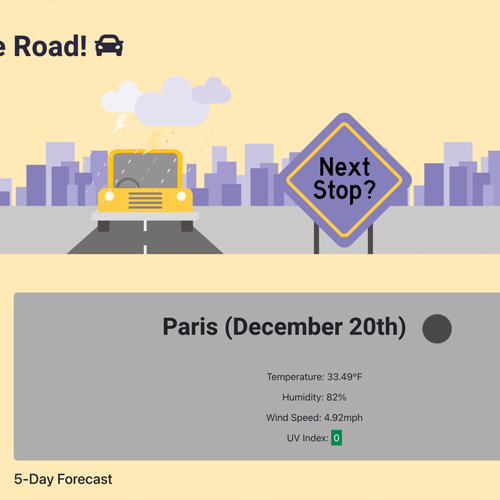 e Road!
Next
Stop?
Paris (December 20th)
Temperature: 33.49°F
Humidity: 82%
Wind Speed: 4.92mph
UV Index: 0
5-Day Forecast